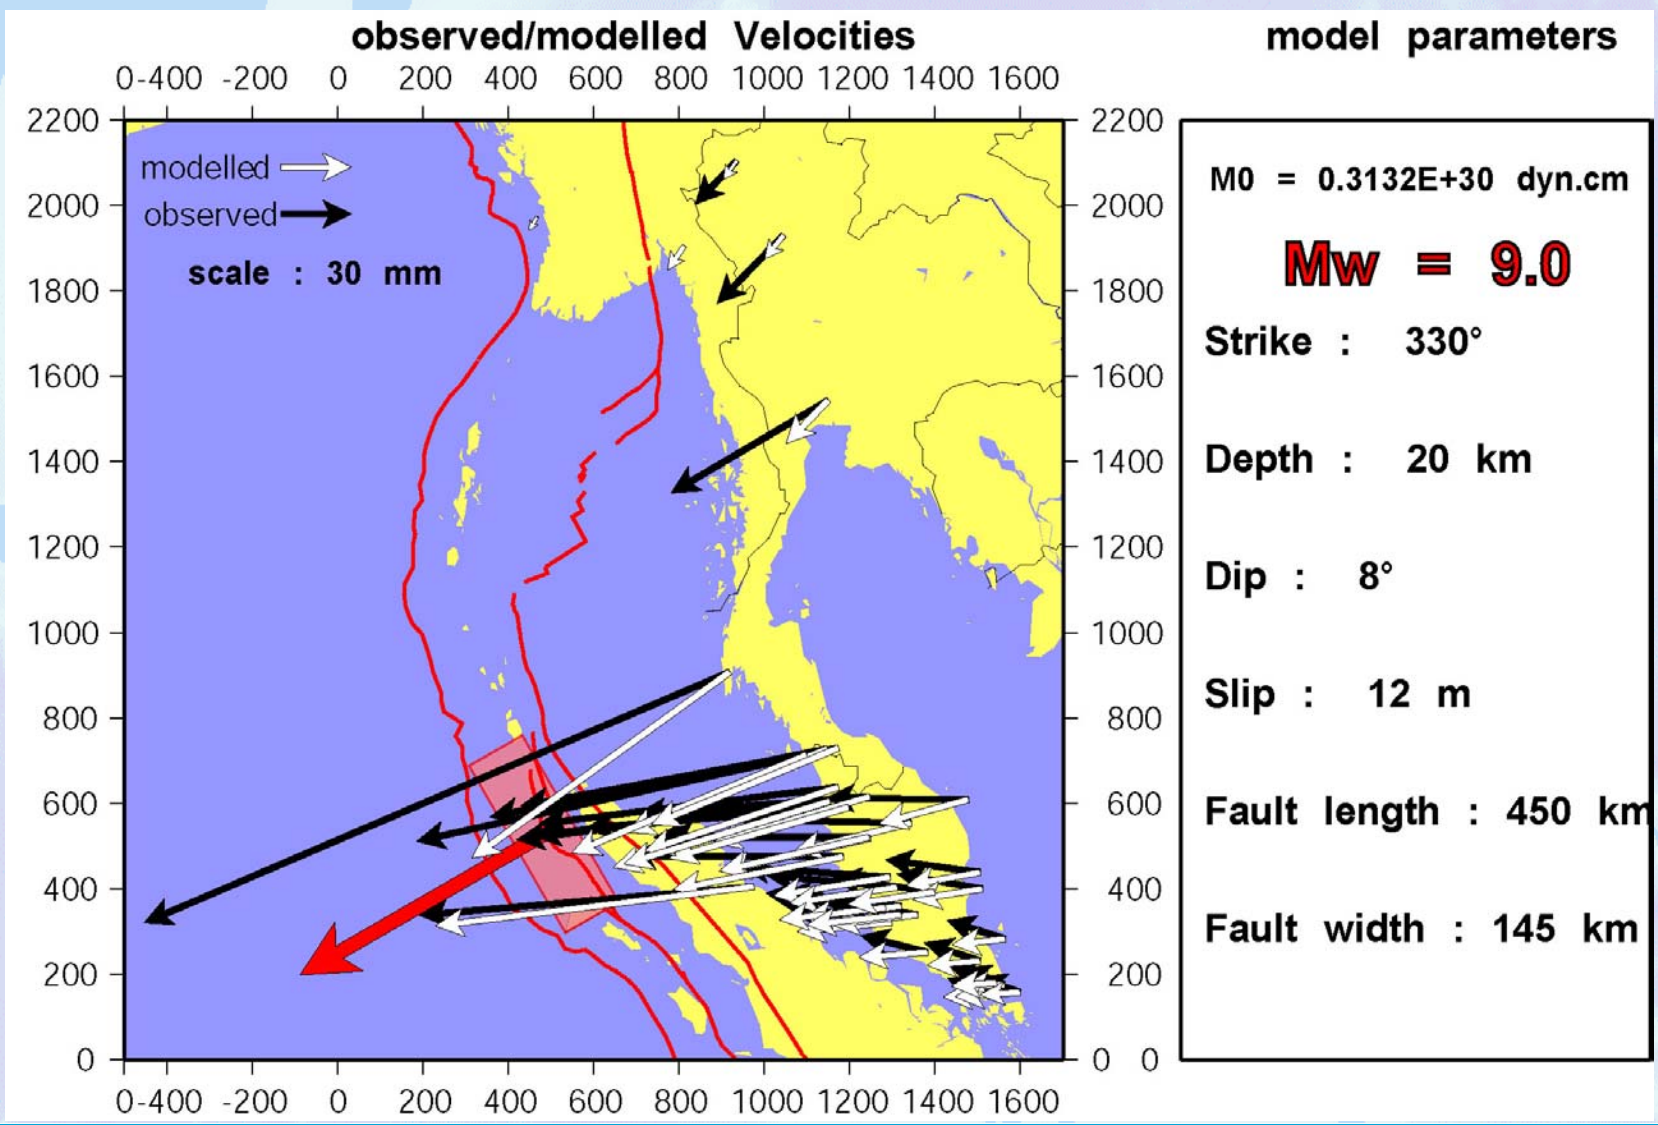 observed/modelled Velocities
model parameters
0-400 -200 0 200 400 600 800 1000 1200 1400 1600
2200
2000
1800
1600
1400
1200
1000
800
600
400
200
0
modelled
observed
scale : 30 mm
2200
2000
1800
1600
1400
1200
1000
800
600
400
200
0
0-400 -200 0 200 400 600 800 1000 1200 1400 1600
0
M0 = 0.3132E+30 dyn.cm
Mw = 9.0
Strike : 330°
Depth : 20 km
Dip : 8°
Slip : 12 m
Fault length : 450 km
Fault width : 145 km